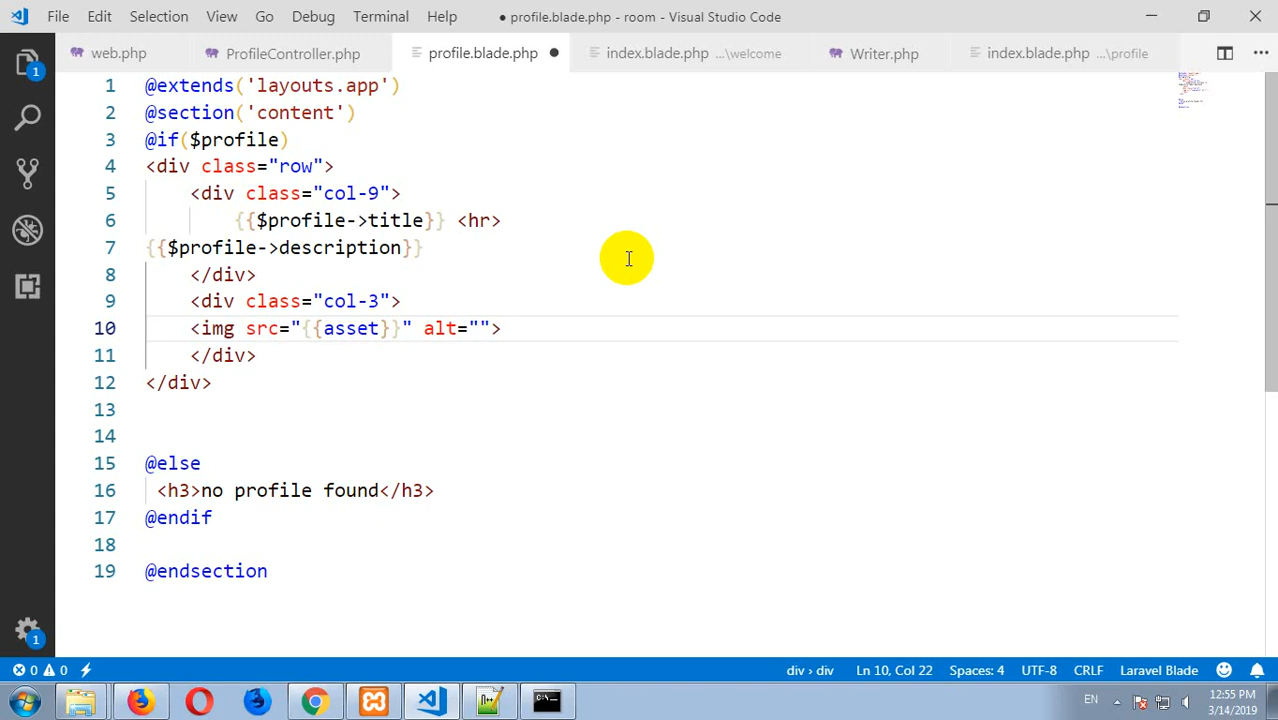 File Edit Selection View Go Debug Terminal Help ● profile.blade.php - room - Visual Studio Code
web.php ProfileController.php profile.blade.php ● index.blade.php ...\welcome Writer.php index.blade.php ...\profile
1 @extends('layouts.app')
2 @section('content')
3 @if($profile)
4 <div class="row">
5 <div class="col-9">
6 {{$profile->title}} <hr>
7 {{$profile->description}}
8 </div>
9 <div class="col-3">
10 <img src="{{asset}}" alt="">
11 </div>
12 </div>
13
14
15 @else
16 <h3>no profile found</h3>
17 @endif
18
19 @endsection
1
1
0 0 div › div Ln 10, Col 22 Spaces: 4 UTF-8 CRLF Laravel Blade
EN 12:55 PM
3/14/2019